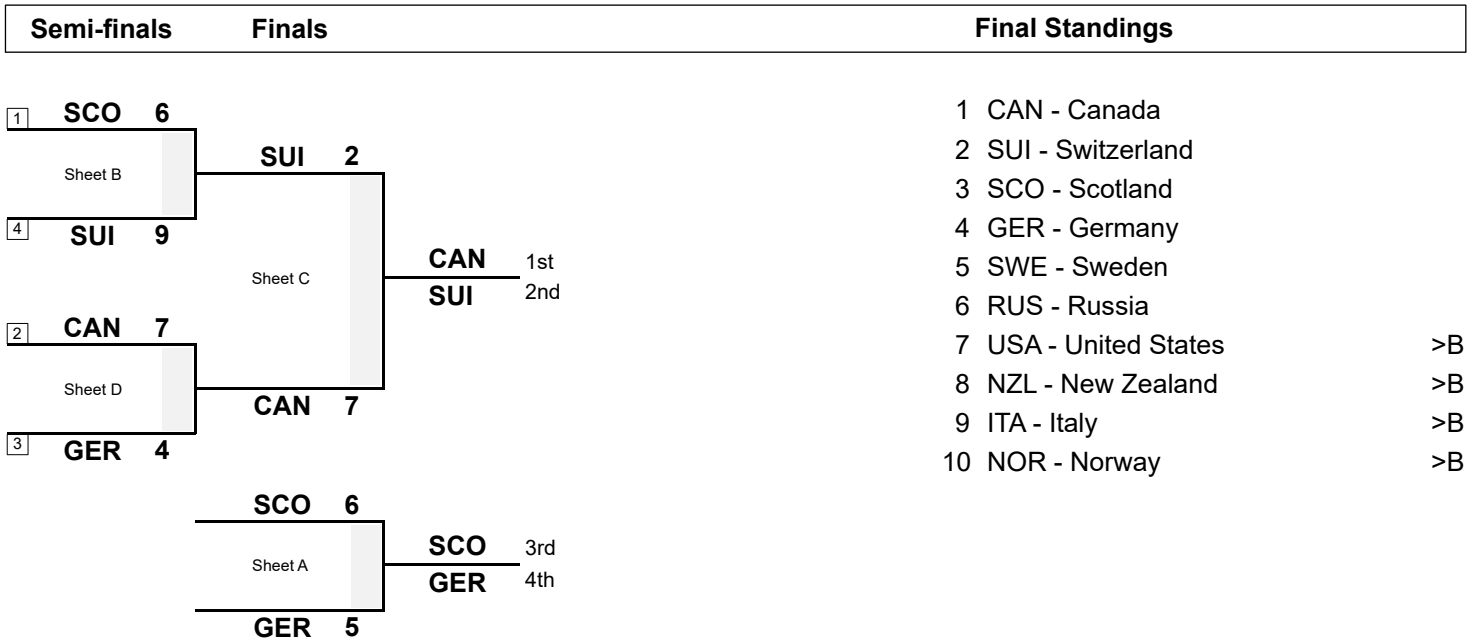 Semi-finals Finals Final Standings
1 SCO 6
Sheet B
4 SUI 9
SUI 2
Sheet C
CAN 7
CAN 1st
SUI 2nd
2 CAN 7
Sheet D
3 GER 4
SCO 6
Sheet A
GER 5
SCO 3rd
GER 4th
1 CAN - Canada
2 SUI - Switzerland
3 SCO - Scotland
4 GER - Germany
5 SWE - Sweden
6 RUS - Russia
7 USA - United States >B
8 NZL - New Zealand >B
9 ITA - Italy >B
10 NOR - Norway >B